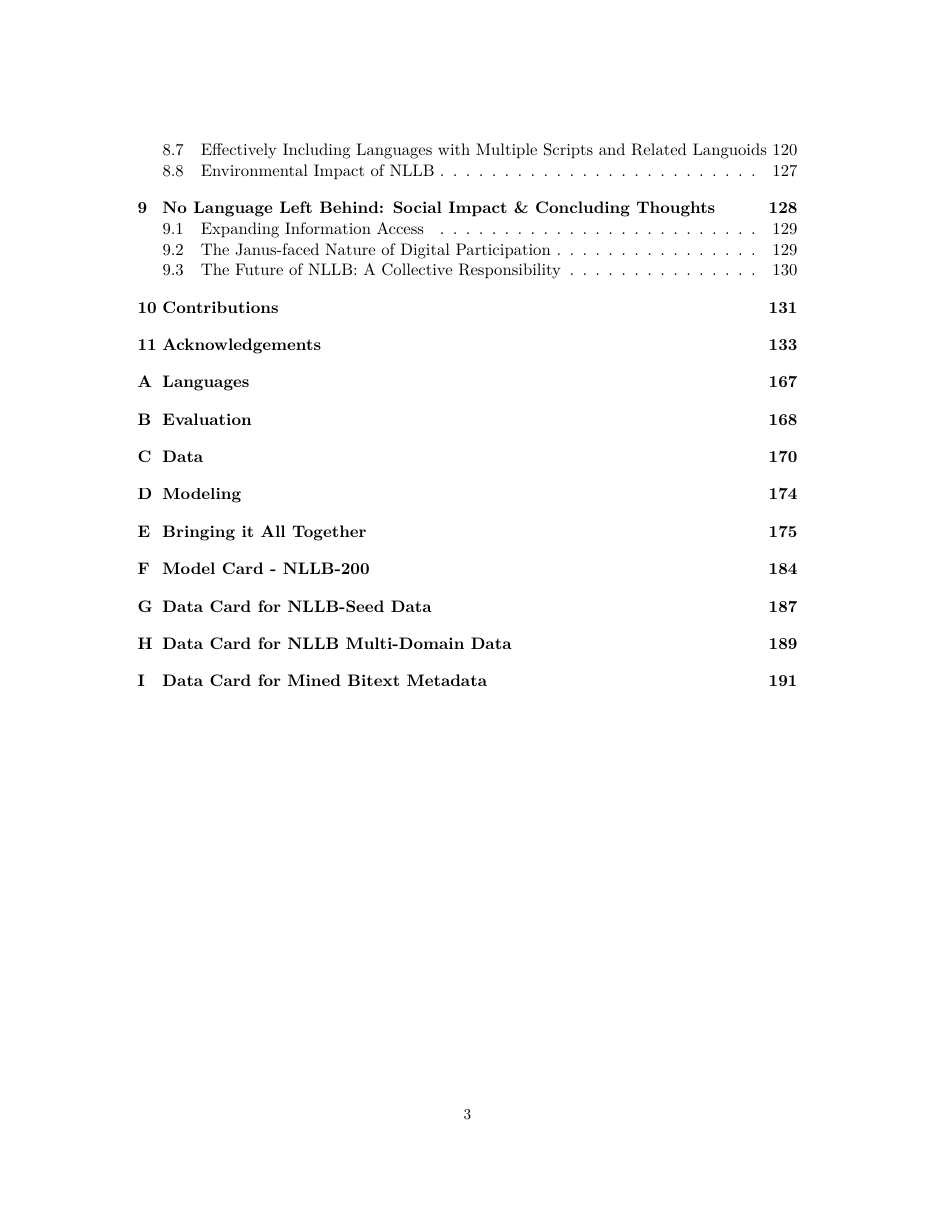 8.7 Effectively Including Languages with Multiple Scripts and Related Languoids 120
8.8 Environmental Impact of NLLB . . . . . . . . . . . . . . . . . . . . . . . . . 127
9 No Language Left Behind: Social Impact & Concluding Thoughts 128
9.1 Expanding Information Access . . . . . . . . . . . . . . . . . . . . . . . . . 129
9.2 The Janus-faced Nature of Digital Participation . . . . . . . . . . . . . . . . 129
9.3 The Future of NLLB: A Collective Responsibility . . . . . . . . . . . . . . . 130
10 Contributions 131
11 Acknowledgements 133
A Languages 167
B Evaluation 168
C Data 170
D Modeling 174
E Bringing it All Together 175
F Model Card - NLLB-200 184
G Data Card for NLLB-Seed Data 187
H Data Card for NLLB Multi-Domain Data 189
I Data Card for Mined Bitext Metadata 191
3